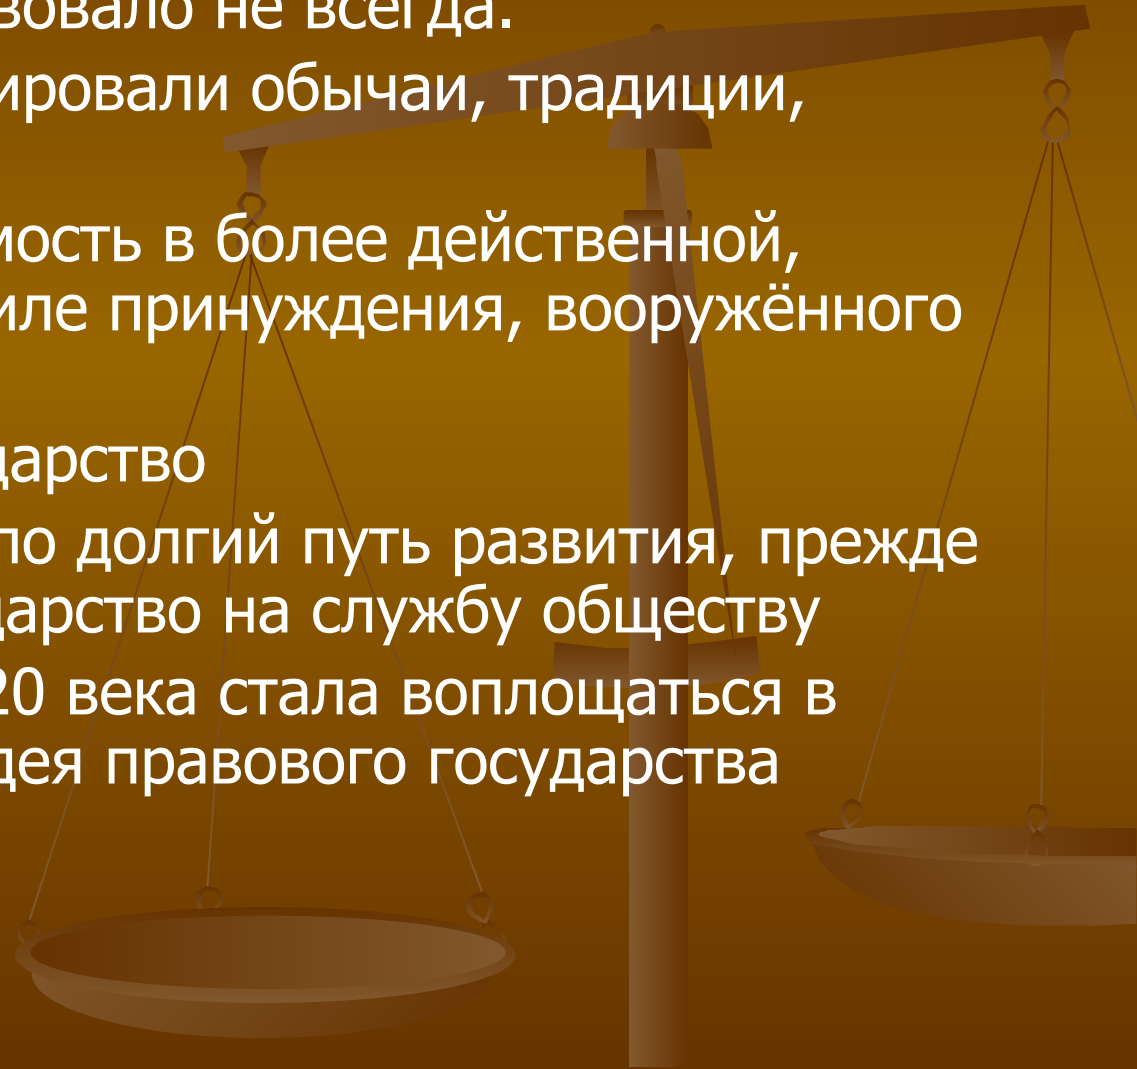 вовало не всегда.
ировали обычаи, традиции,
мость в более действенной,
иле принуждения, вооружённого
дарство
ло долгий путь развития, прежде
дарство на службу обществу
20 века стала воплощаться в
дея правового государства